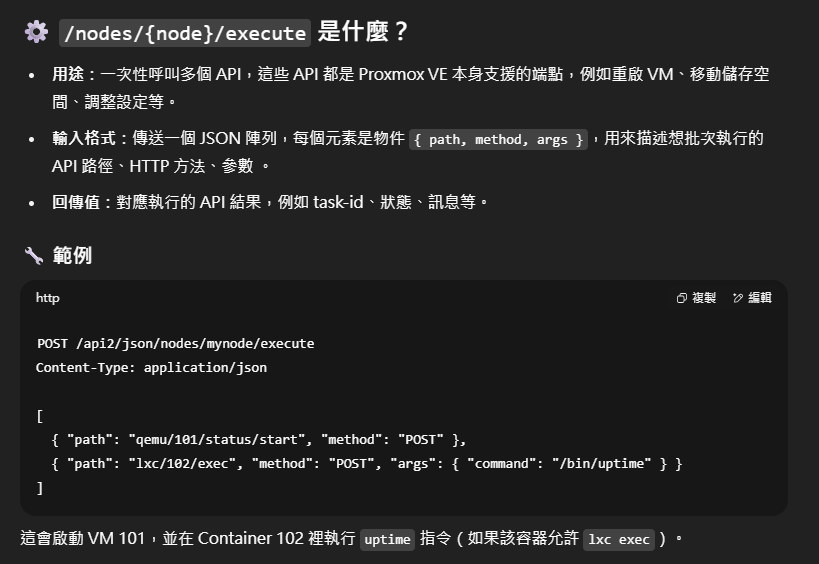 /nodes/{node}/execute 是什麼？
用途：一次性呼叫多個 API，這些 API 都是 Proxmox VE 本身支援的端點，例如重啟 VM、移動儲存空
間、調整設定等。
輸入格式：傳送一個 JSON 陣列，每個元素是物件 { path, method, args }，用來描述想批次執行的
API 路徑、HTTP 方法、參數 。
回傳值：對應執行的 API 結果，例如 task-id、狀態、訊息等。
範例
http 複製 編輯
POST /api2/json/nodes/mynode/execute
Content-Type: application/json
[
  { "path": "qemu/101/status/start", "method": "POST" },
  { "path": "lxc/102/exec", "method": "POST", "args": { "command": "/bin/uptime" } }
]
這會啟動 VM 101，並在 Container 102 裡執行 uptime 指令（如果該容器允許 lxc exec）。